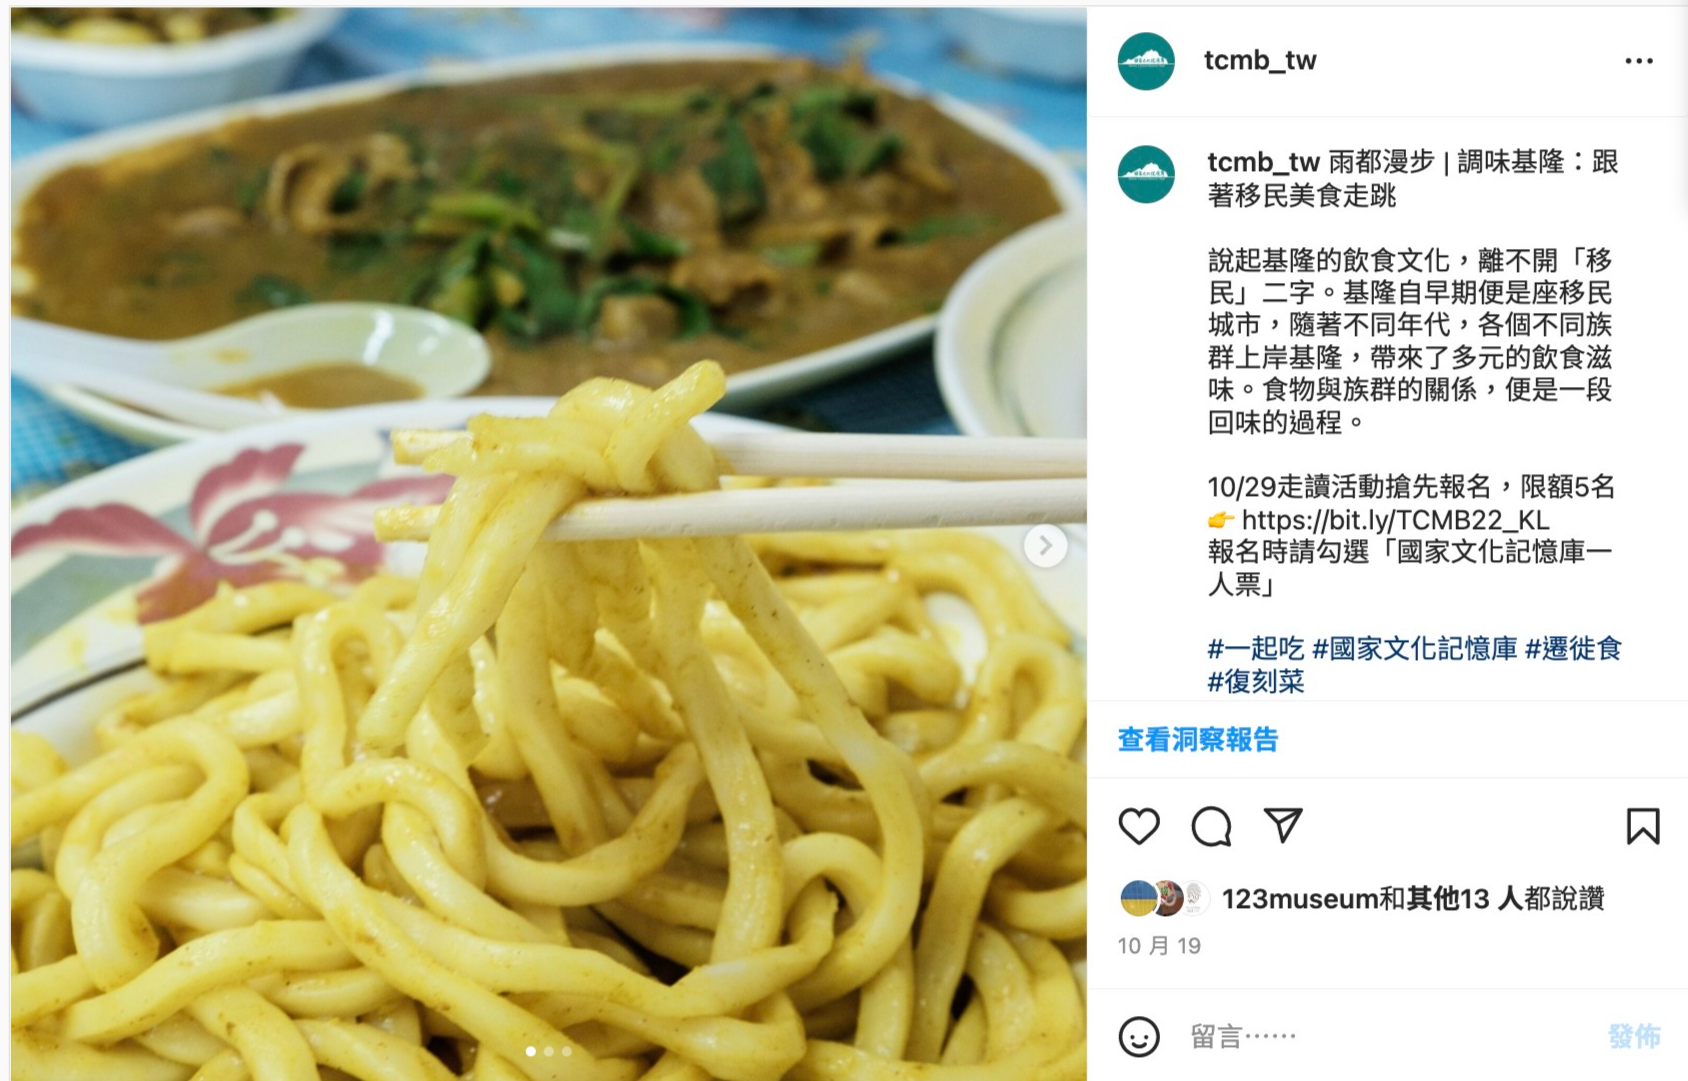 tcmb_tw
tcmb_tw 雨都漫步 | 調味基隆：跟
著移民美食走跳
說起基隆的飲食文化，離不開「移
民」二字。基隆自早期便是座移民
城市，隨著不同年代，各個不同族
群上岸基隆，帶來了多元的飲食滋
味。食物與族群的關係，便是一段
回味的過程。
10/29走讀活動搶先報名，限額5名
👉 https://bit.ly/TCMB22_KL
報名時請勾選「國家文化記憶庫一
人票」
#一起吃 #國家文化記憶庫 #遷徙食
#復刻菜
查看洞察報告
123museum和其他13 人都說讚
10 月 19
留言⋯⋯
發佈